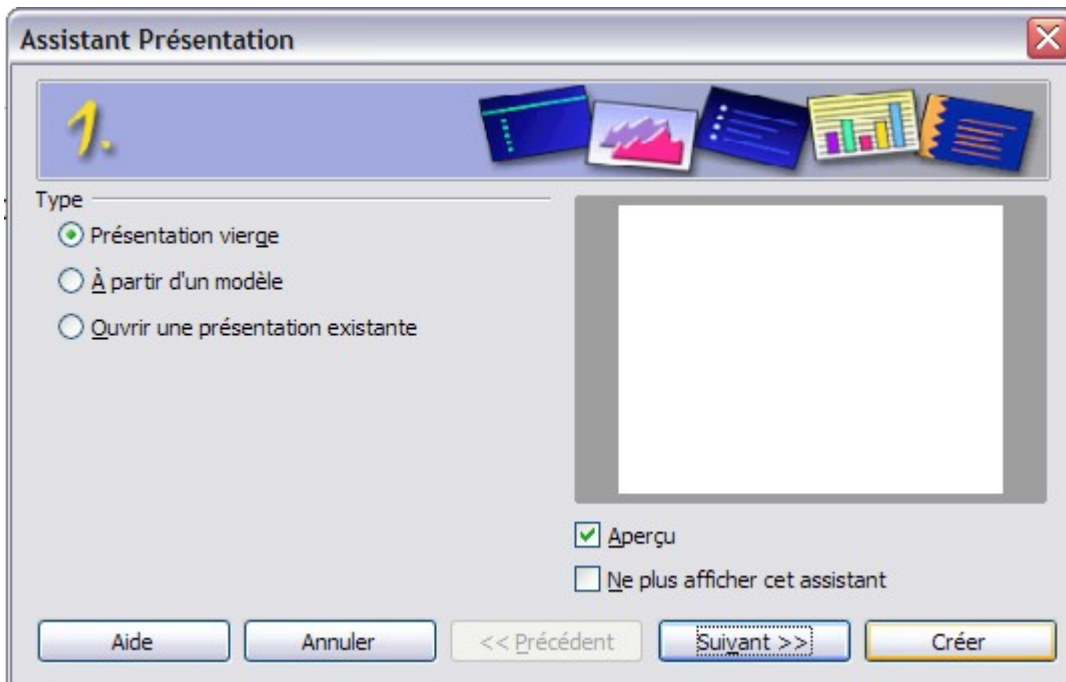 Assistant Présentation
1.
Type
Présentation vierge
À partir d'un modèle
Ouvrir une présentation existante
Aperçu
Ne plus afficher cet assistant
Aide
Annuler
<< Précédent
Suivant >>
Créer